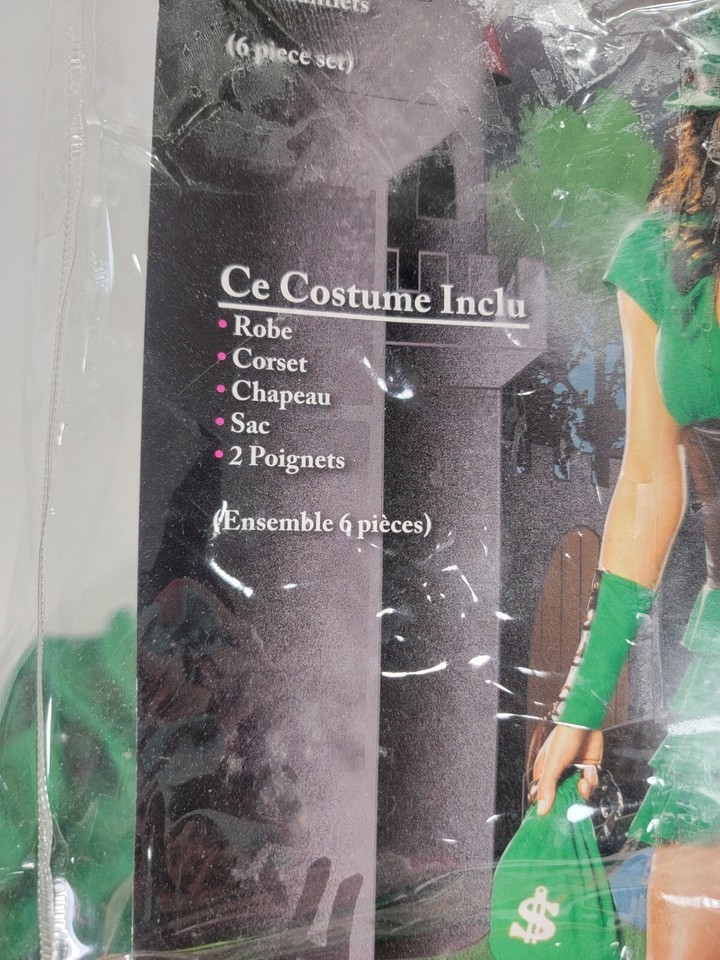 (6 piece set)
Ce Costume Inclu
• Robe
• Corset
• Chapeau
• Sac
• 2 Poignets
(Ensemble 6 pièces)
$